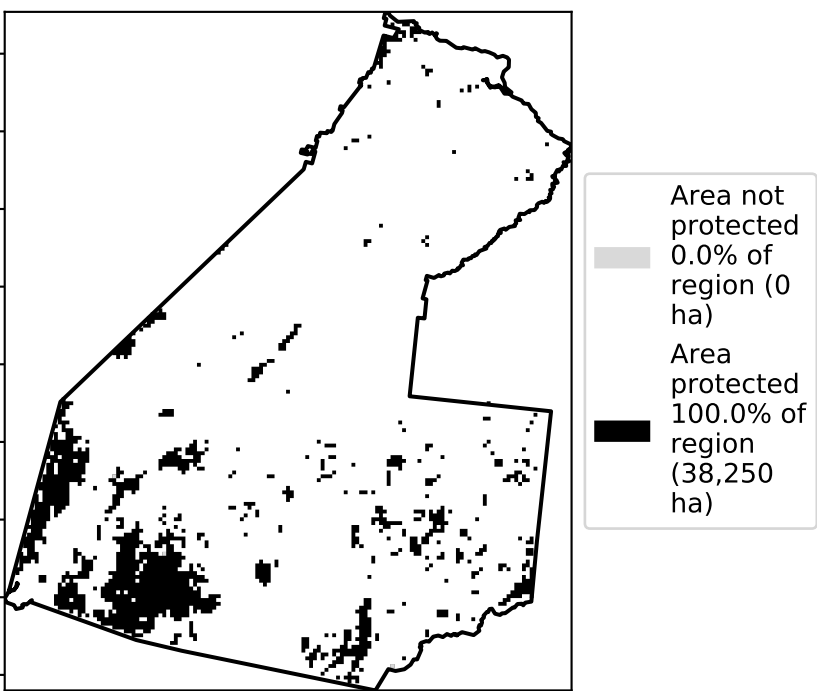 Area not
protected
0.0% of
region (0
ha)
Area
protected
100.0% of
region
(38,250
ha)